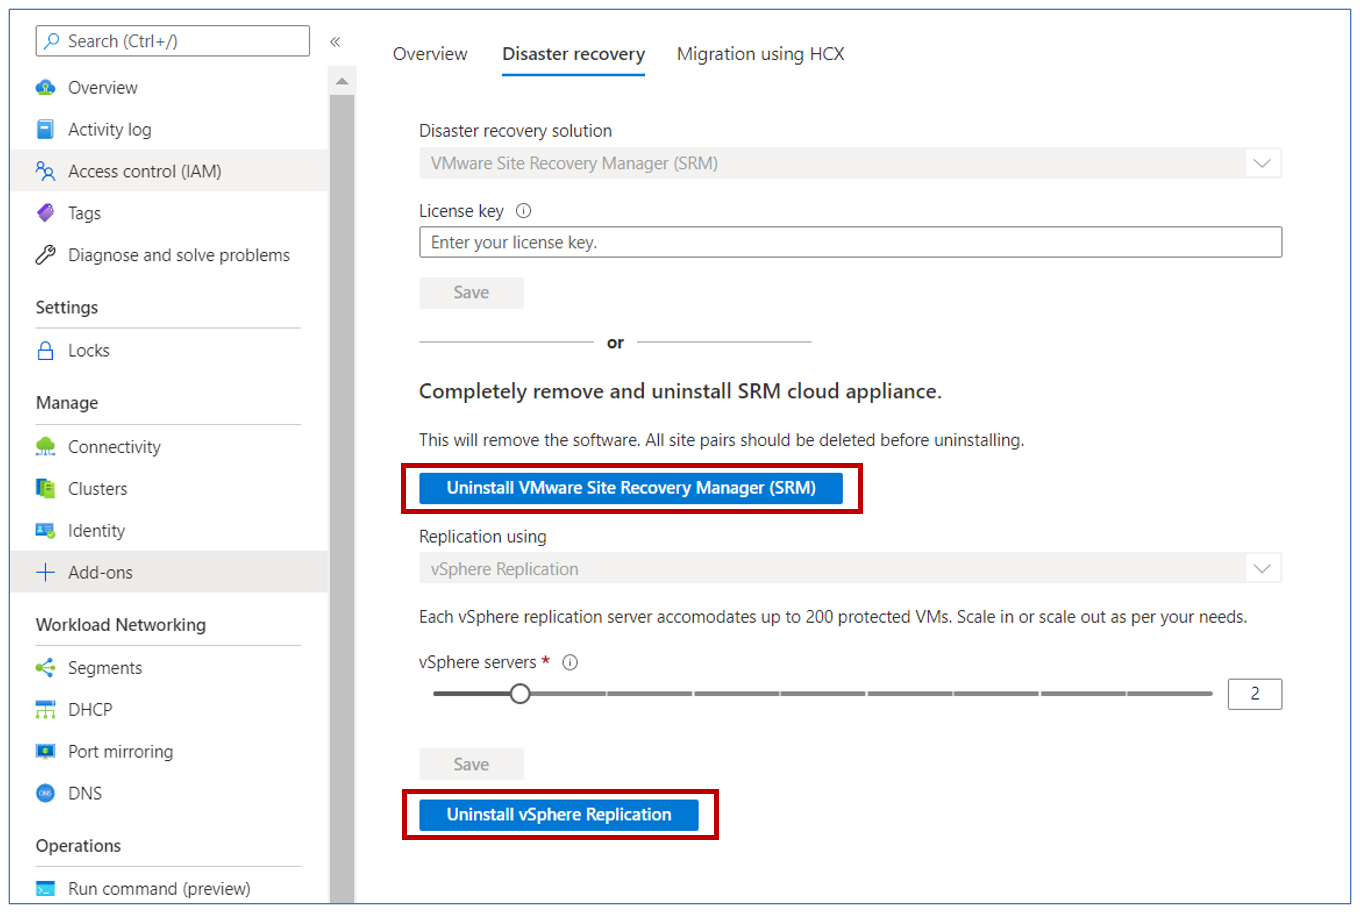 Search (Ctrl+/)
«
Overview
Activity log
Access control (IAM)
Tags
Diagnose and solve problems
Settings
Locks
Manage
Connectivity
Clusters
Identity
Add-ons
Workload Networking
Segments
DHCP
Port mirroring
DNS
Operations
Run command (preview)
Overview
Disaster recovery
Migration using HCX
Disaster recovery solution
VMware Site Recovery Manager (SRM)
License key
Enter your license key.
Save
or
Completely remove and uninstall SRM cloud appliance.
This will remove the software. All site pairs should be deleted before uninstalling.
Uninstall VMware Site Recovery Manager (SRM)
Replication using
vSphere Replication
Each vSphere replication server accomodates up to 200 protected VMs. Scale in or scale out as per your needs.
vSphere servers *
2
Save
Uninstall vSphere Replication